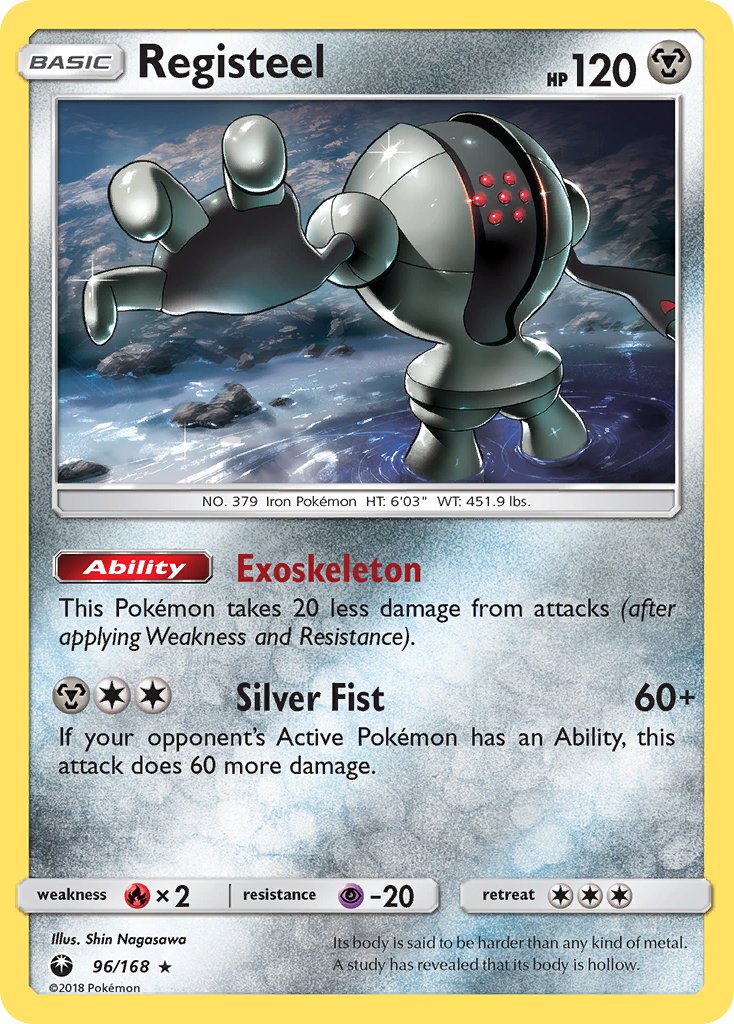 BASIC Registeel HP 120
NO. 379 Iron Pokémon HT: 6'03" WT: 451.9 lbs.
Ability Exoskeleton
This Pokémon takes 20 less damage from attacks (after
applying Weakness and Resistance).
Silver Fist 60+
If your opponent's Active Pokémon has an Ability, this
attack does 60 more damage.
weakness ×2 resistance -20 retreat
Illus. Shin Nagasawa
96/168 ★
©2018 Pokémon
Its body is said to be harder than any kind of metal.
A study has revealed that its body is hollow.